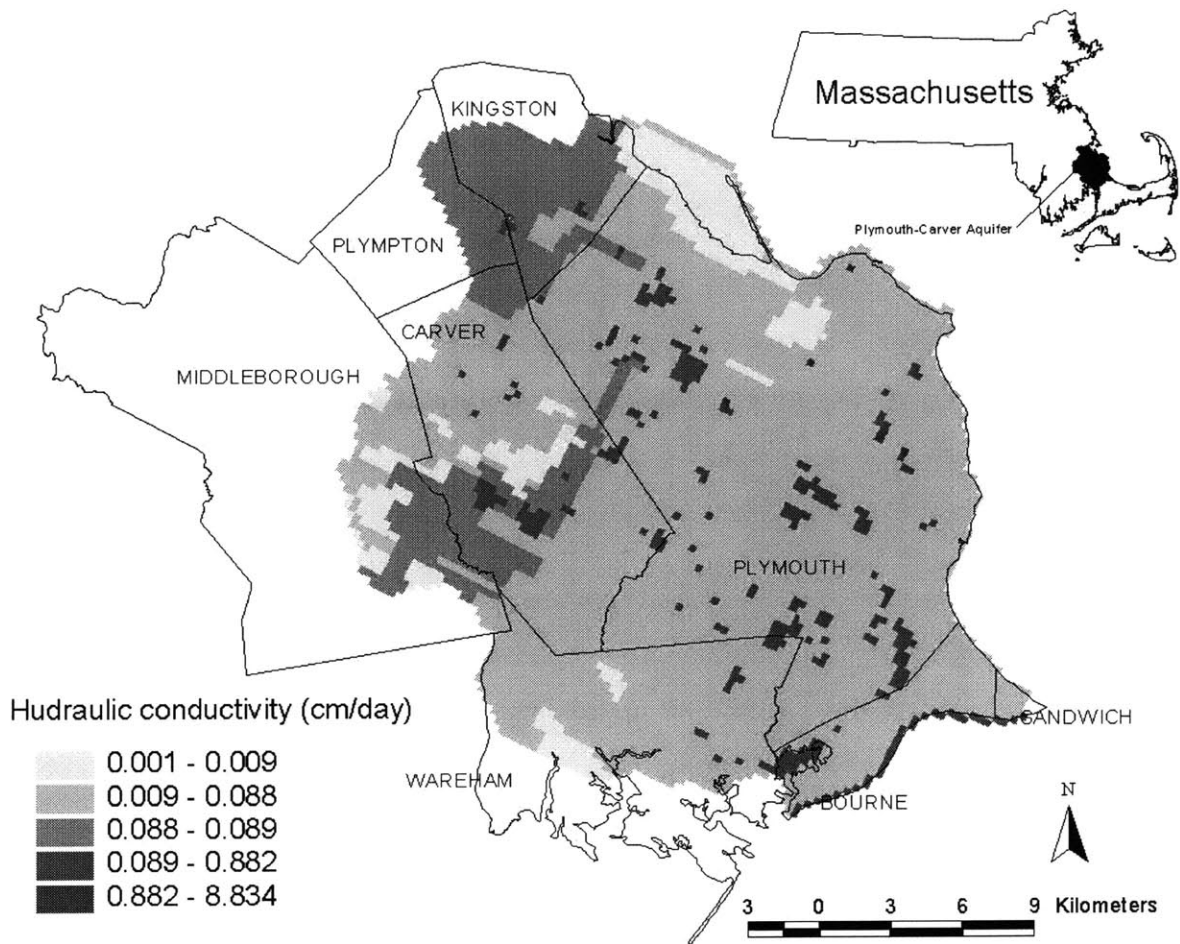 KINGSTON
Massachusetts
Plymouth-Carver Aquifer
PLYMPTON
CARVER
MIDDLEBOROUGH
PLYMOUTH
SANDWICH
WAREHAM
BOURNE
Hudraulic conductivity (cm/day)
0.001 - 0.009
0.009 - 0.088
0.088 - 0.089
0.089 - 0.882
0.882 - 8.834
N
3 0 3 6 9 Kilometers